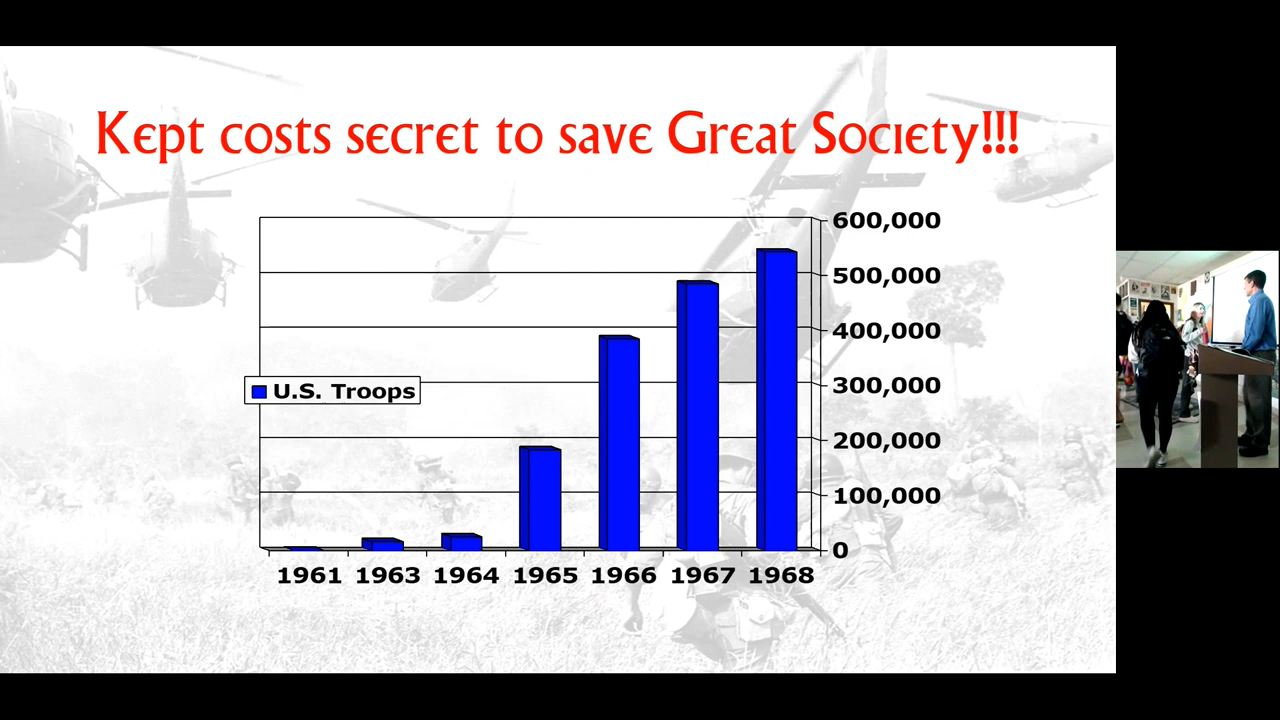 Kept costs secret to save Great Society!!!
600,000
500,000
400,000
U.S. Troops
300,000
200,000
100,000
0
1961 1963 1964 1965 1966 1967 1968